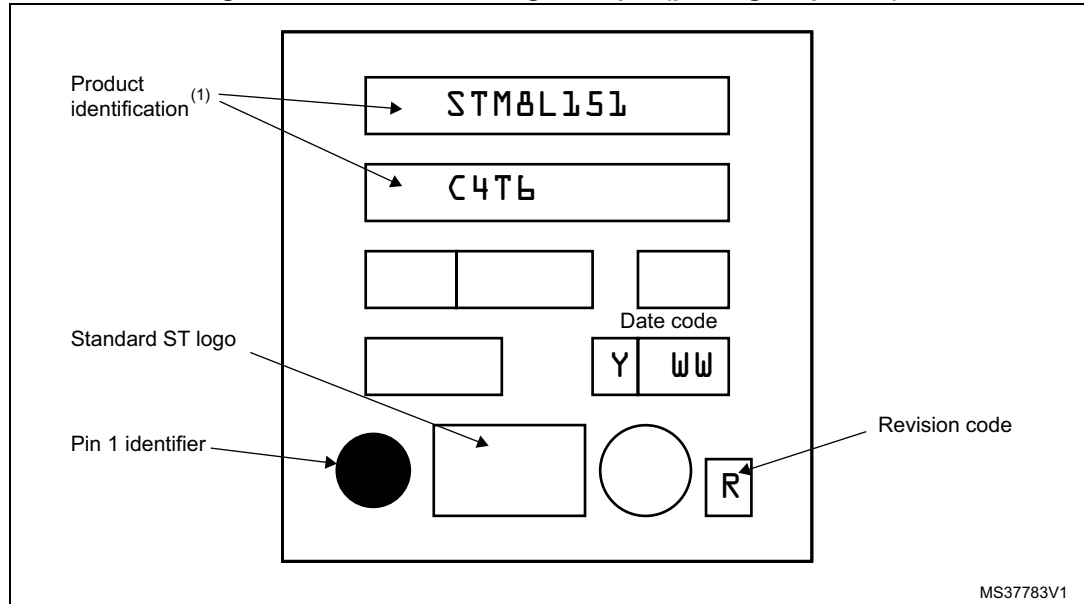 Product
identification (1)
STM8L151
C4T6
Date code
Standard ST logo
Y WW
Pin 1 identifier
Revision code
R
MS37783V1